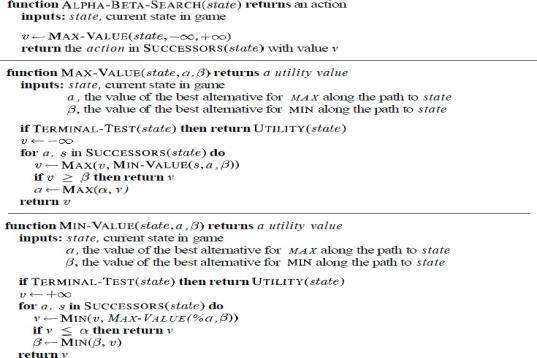 function ALPHA-BETA-SEARCH(state) returns an action
inputs: state, current state in game
v ← MAX-VALUE(state, −∞, +∞)
return the action in SUCCESSORS(state) with value v
function MAX-VALUE(state, a, β) returns a utility value
inputs: state, current state in game
a, the value of the best alternative for MAX along the path to state
β, the value of the best alternative for MIN along the path to state
if TERMINAL-TEST(state) then return UTILITY(state)
v ← −∞
for a, s in SUCCESSORS(state) do
v ← MAX(v, MIN-VALUE(s, a, β))
if v ≥ β then return v
a ← MAX(α, v)
return v
function MIN-VALUE(state, a, β) returns a utility value
inputs: state, current state in game
a, the value of the best alternative for MAX along the path to state
β, the value of the best alternative for MIN along the path to state
if TERMINAL-TEST(state) then return UTILITY(state)
v ← +∞
for a, s in SUCCESSORS(state) do
v ← MIN(v, MAX-VALUE(%a, β))
if v ≤ α then return v
β ← MIN(β, v)
return v